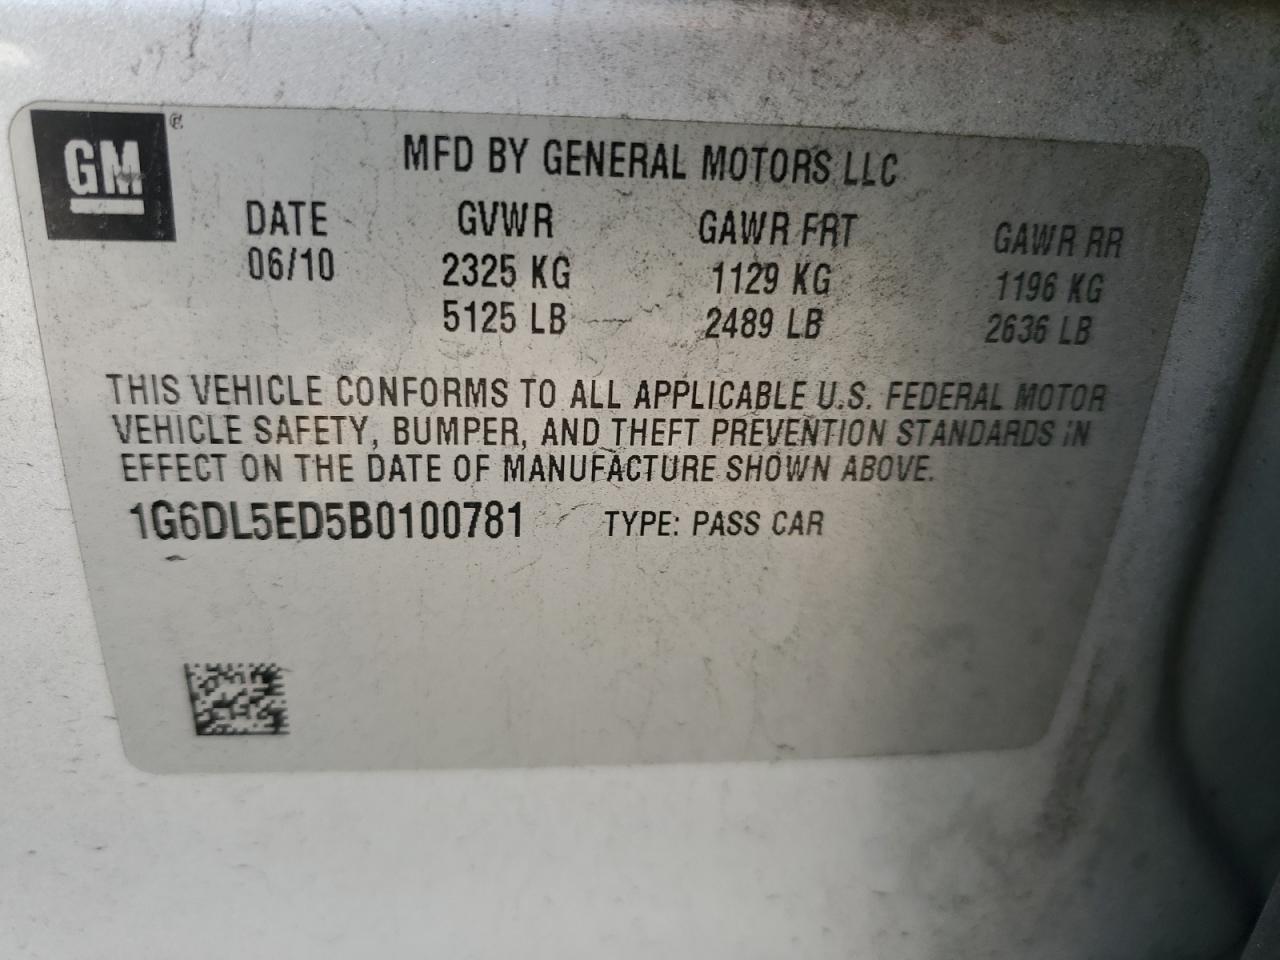 GM ®
MFD BY GENERAL MOTORS LLC
DATE GVWR GAWR FRT GAWR RR
06/10 2325 KG 1129 KG 1196 KG
5125 LB 2489 LB 2636 LB
THIS VEHICLE CONFORMS TO ALL APPLICABLE U.S. FEDERAL MOTOR
VEHICLE SAFETY, BUMPER, AND THEFT PREVENTION STANDARDS IN
EFFECT ON THE DATE OF MANUFACTURE SHOWN ABOVE.
1G6DL5ED5B0100781 TYPE: PASS CAR